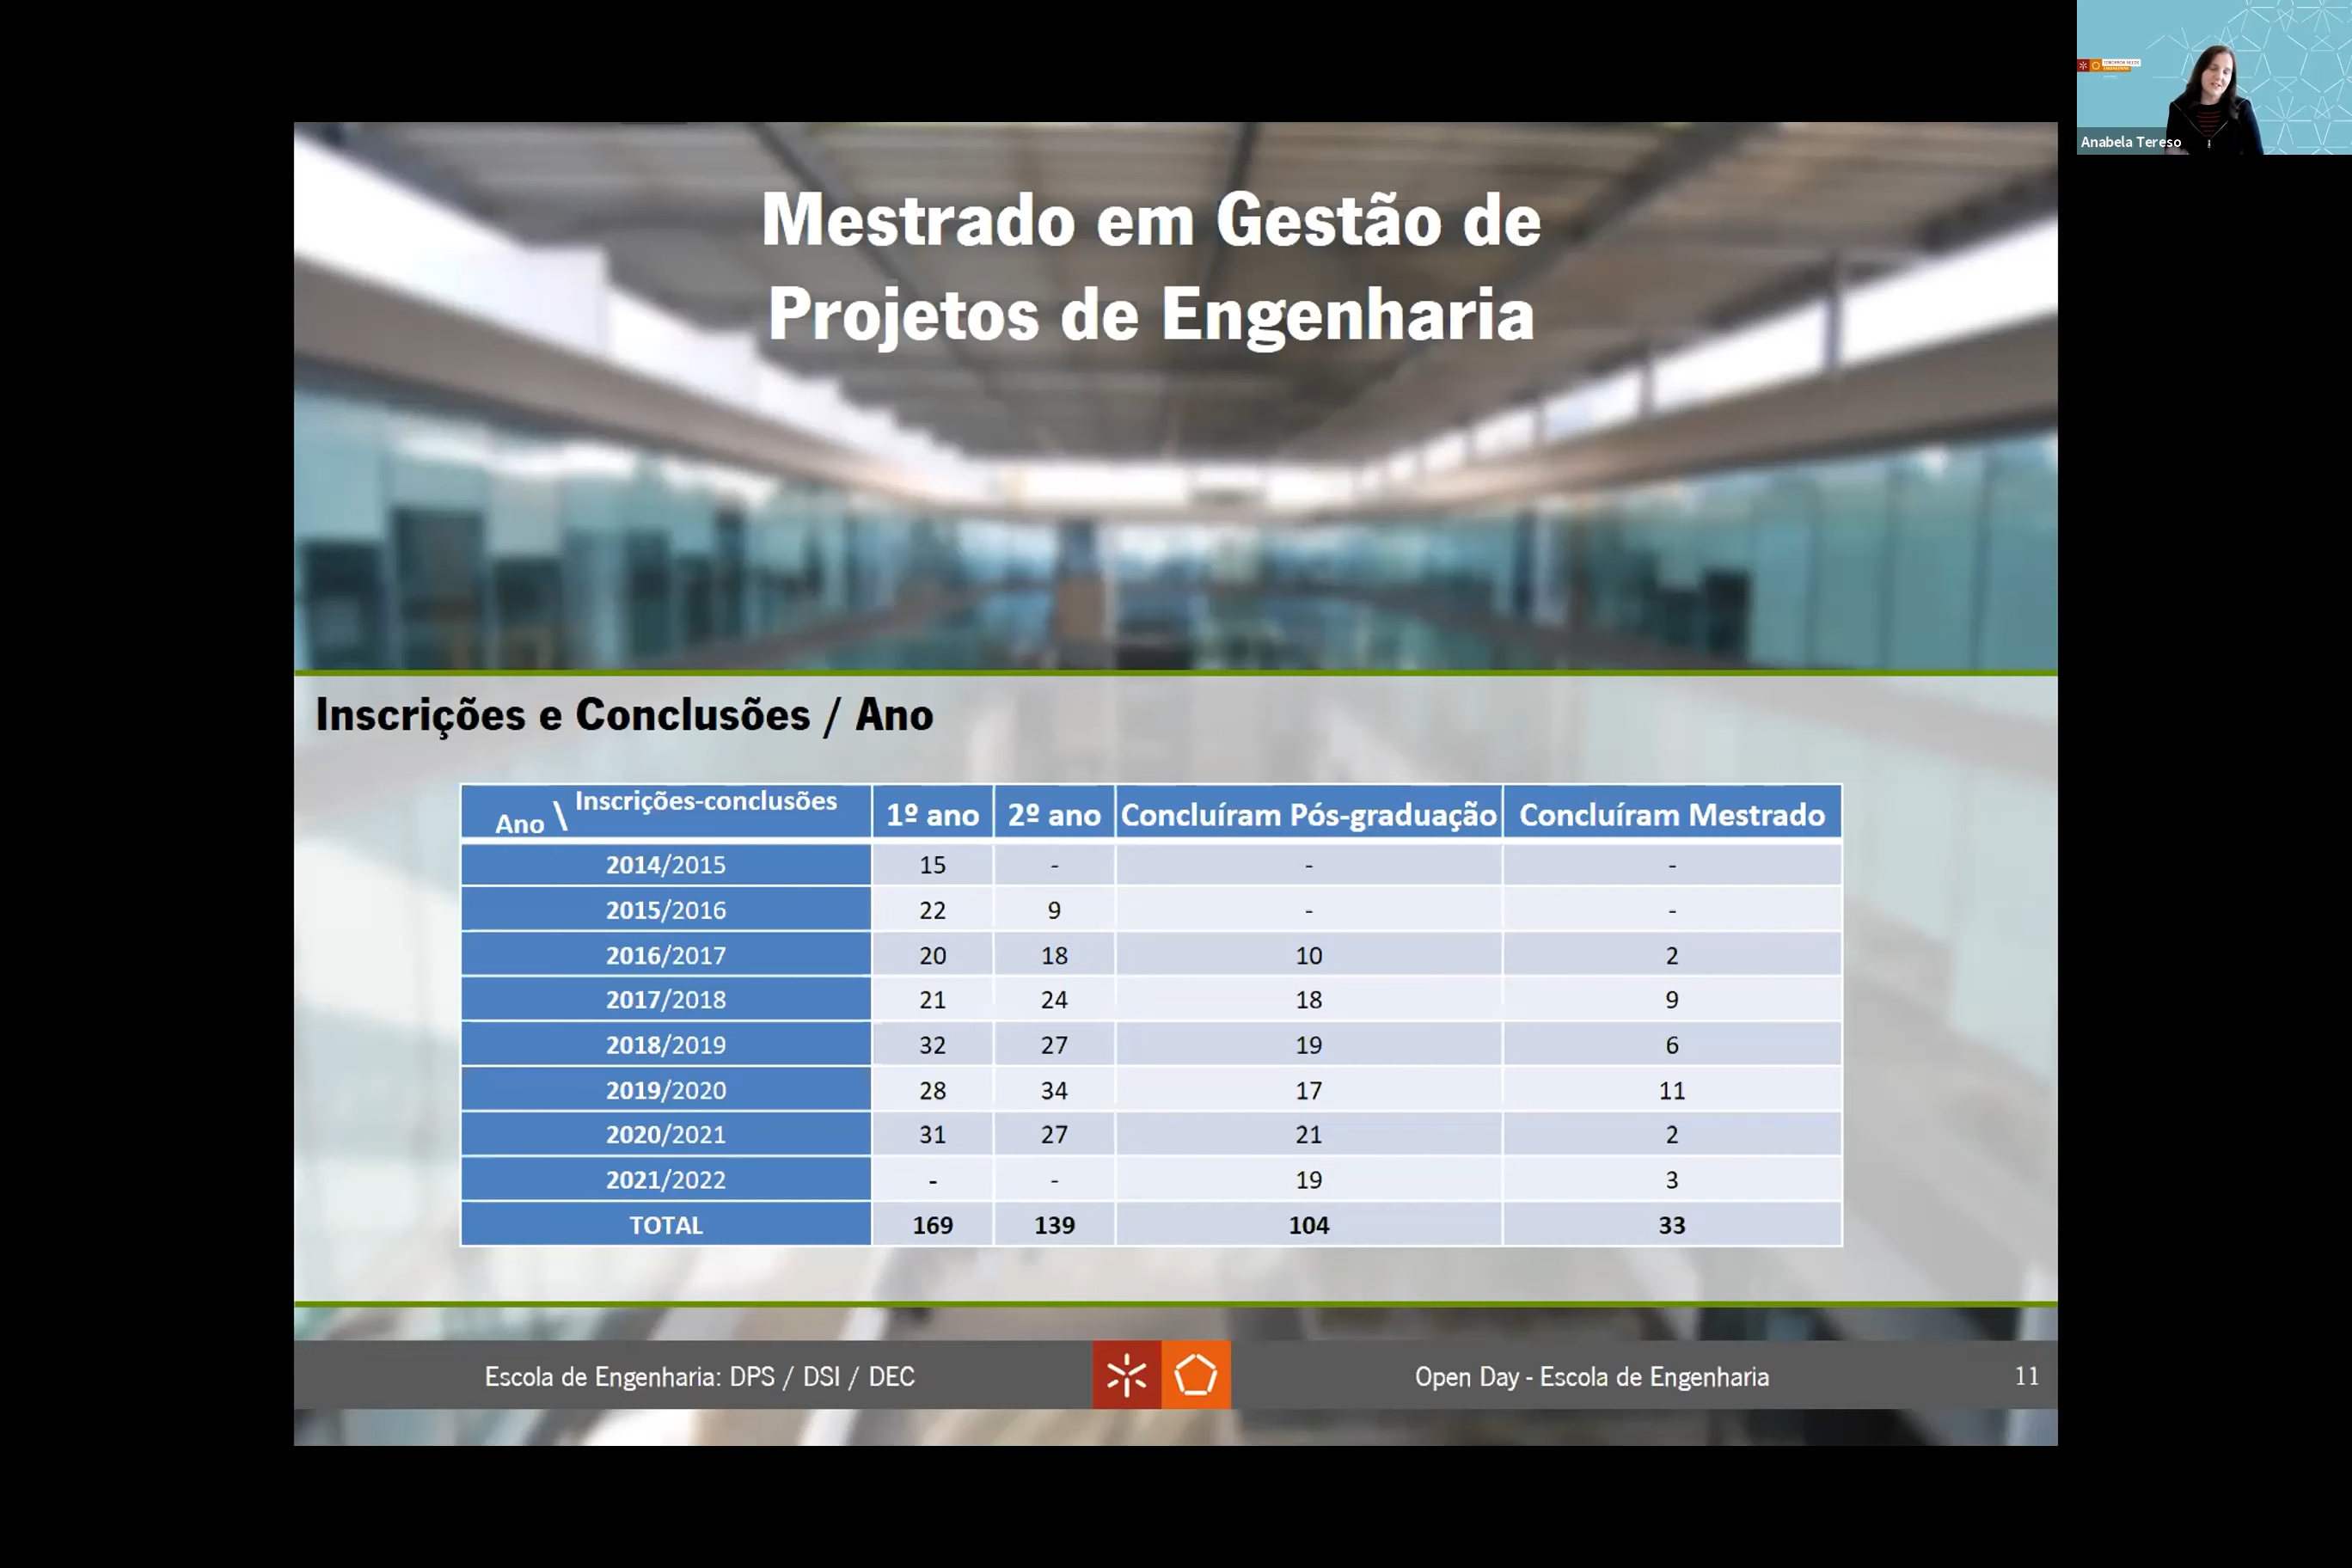 Anabela Tereso
Mestrado em Gestão de
Projetos de Engenharia
Inscrições e Conclusões / Ano
Ano \ Inscrições-conclusões 1º ano 2º ano Concluíram Pós-graduação Concluíram Mestrado
2014/2015 15 - - -
2015/2016 22 9 - -
2016/2017 20 18 10 2
2017/2018 21 24 18 9
2018/2019 32 27 19 6
2019/2020 28 34 17 11
2020/2021 31 27 21 2
2021/2022 - - 19 3
TOTAL 169 139 104 33
Escola de Engenharia: DPS / DSI / DEC Open Day - Escola de Engenharia 11